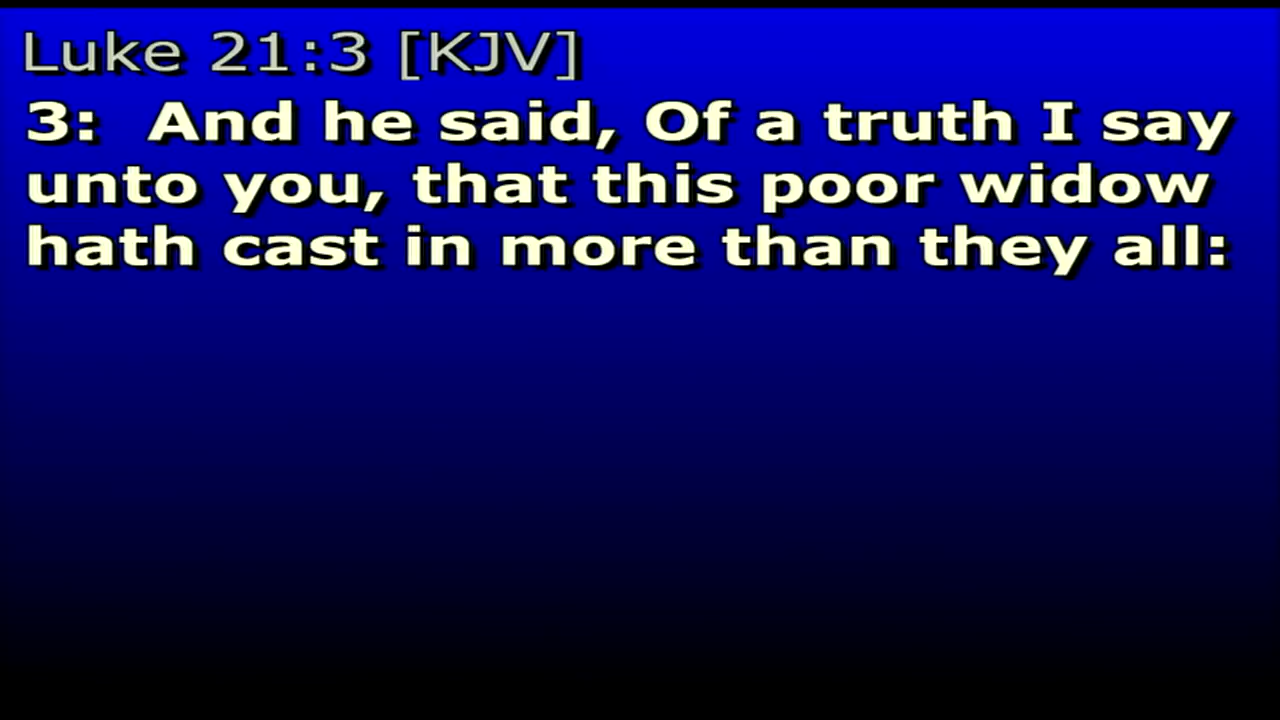 Luke 21:3 [KJV]
3: And he said, Of a truth I say
unto you, that this poor widow
hath cast in more than they all: